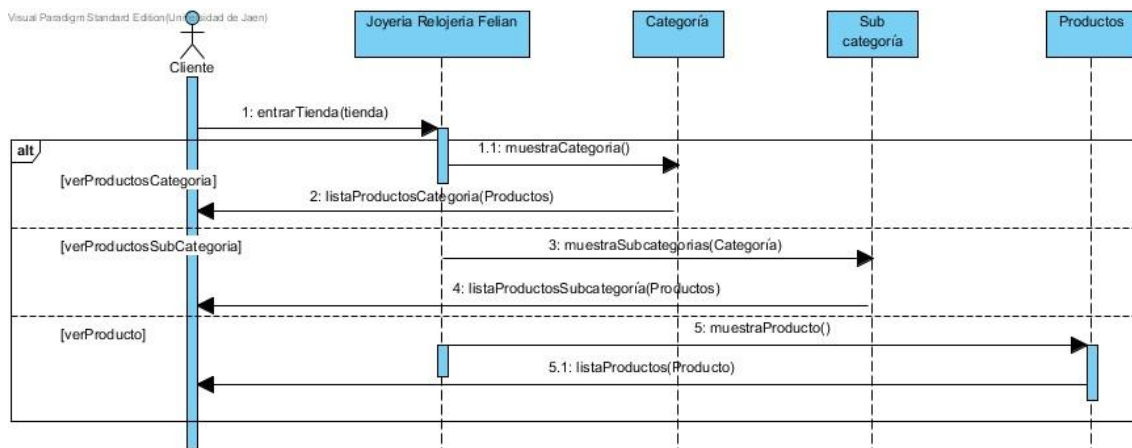 Visual Paradigm Standard Edition(Universidad de Jaen)
Joyeria Relojeria Felian
Categoría
Sub
categoría
Productos
Cliente
1: entrarTienda(tienda)
alt
1.1: muestraCategoria()
[verProductosCategoria]
2: listaProductosCategoria(Productos)
[verProductosSubCategoria]
3: muestraSubcategorias(Categoría)
4: listaProductosSubcategoría(Productos)
[verProducto]
5: muestraProducto()
5.1: listaProductos(Producto)